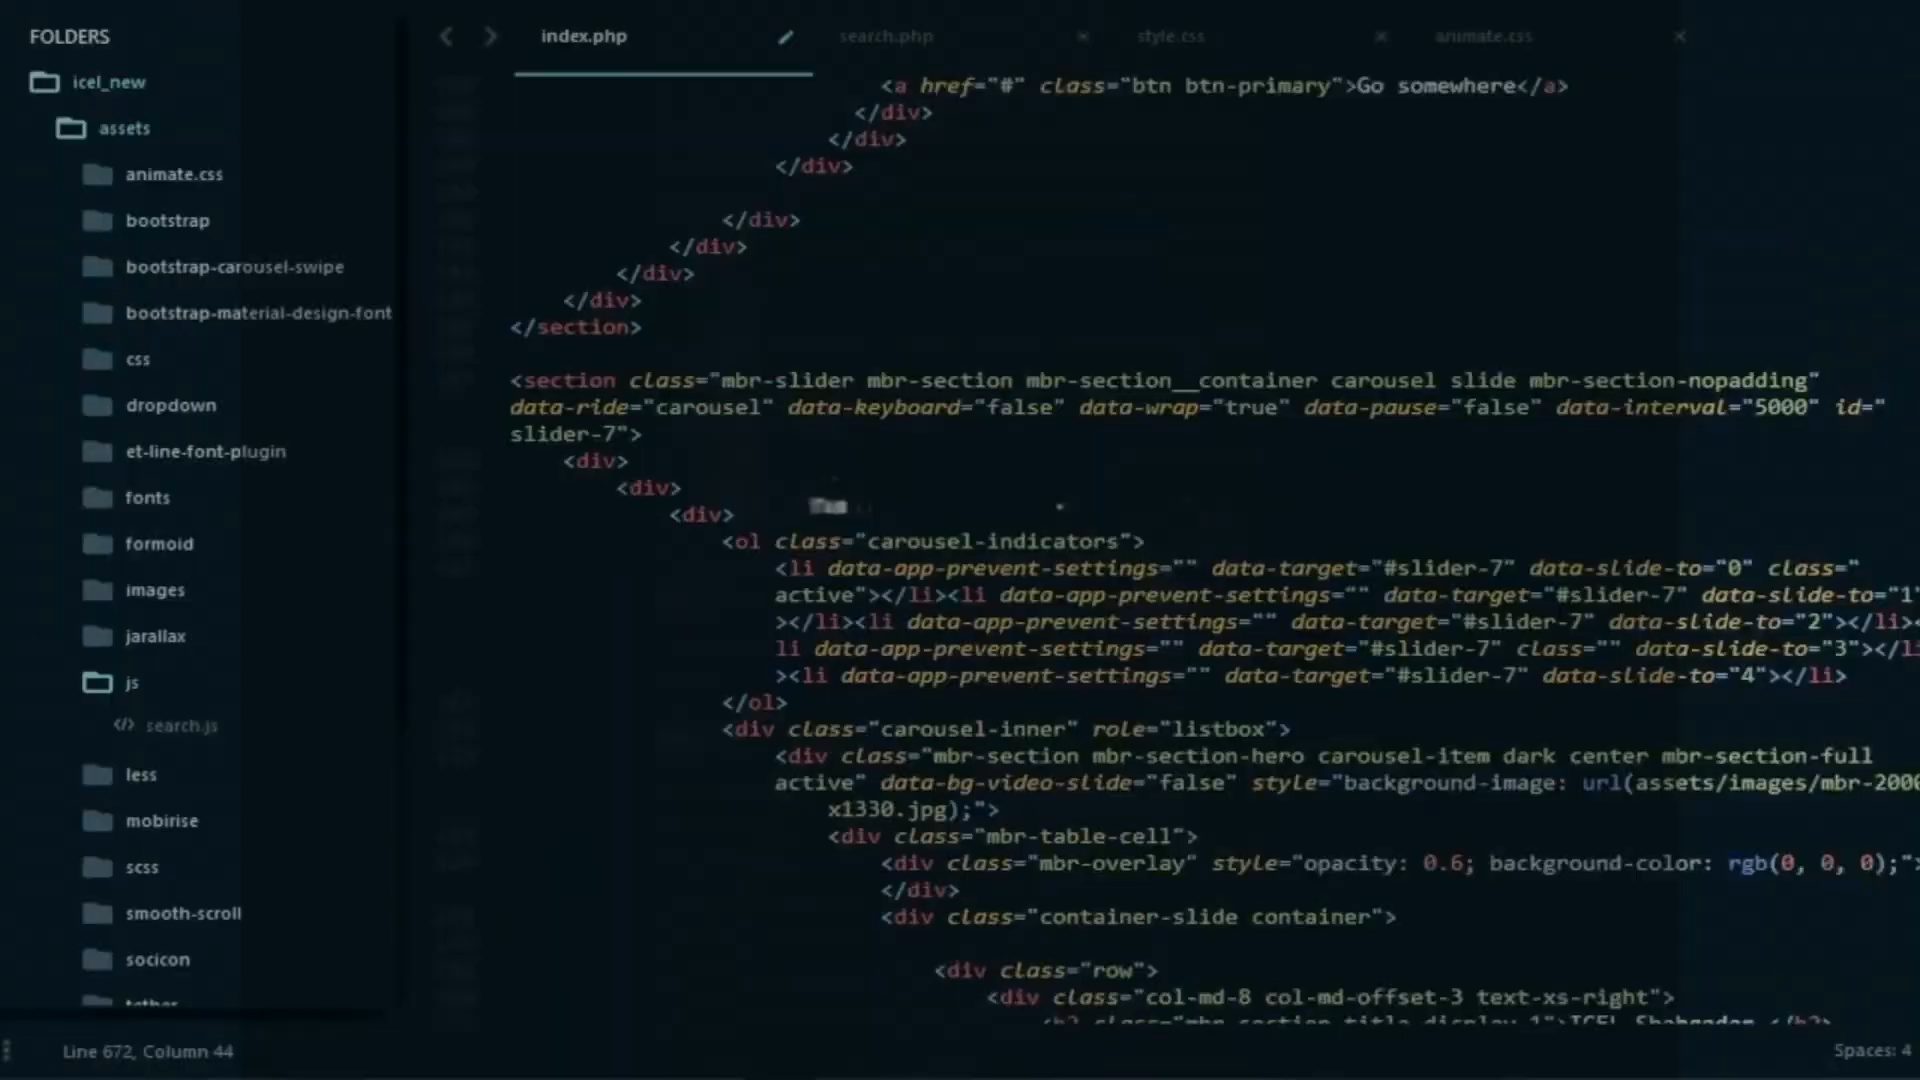 FOLDERS
icel_new
assets
animate.css
bootstrap
bootstrap-carousel-swipe
bootstrap-material-design-font
css
dropdown
et-line-font-plugin
fonts
formoid
images
jarallax
js
</> search.js
less
mobirise
scss
smooth-scroll
socicon
tether
index.php search.php × style.css × animate.css ×
<a href="#" class="btn btn-primary">Go somewhere</a>
</div>
</div>
</div>
</div>
</div>
</div>
</div>
</section>
<section class="mbr-slider mbr-section mbr-section__container carousel slide mbr-section-nopadding"
data-ride="carousel" data-keyboard="false" data-wrap="true" data-pause="false" data-interval="5000" id="
slider-7">
<div>
<div>
<div>
<ol class="carousel-indicators">
<li data-app-prevent-settings="" data-target="#slider-7" data-slide-to="0" class="
active"></li><li data-app-prevent-settings="" data-target="#slider-7" data-slide-to="1"
></li><li data-app-prevent-settings="" data-target="#slider-7" data-slide-to="2"></li><
li data-app-prevent-settings="" data-target="#slider-7" class="" data-slide-to="3"></li
><li data-app-prevent-settings="" data-target="#slider-7" data-slide-to="4"></li>
</ol>
<div class="carousel-inner" role="listbox">
<div class="mbr-section mbr-section-hero carousel-item dark center mbr-section-full
active" data-bg-video-slide="false" style="background-image: url(assets/images/mbr-2000
x1330.jpg);">
<div class="mbr-table-cell">
<div class="mbr-overlay" style="opacity: 0.6; background-color: rgb(0, 0, 0);">
</div>
<div class="container-slide container">
<div class="row">
<div class="col-md-8 col-md-offset-3 text-xs-right">
<h2 class="mbr-section-title display-1">ICEL </h2>
Line 672, Column 44
Spaces: 4